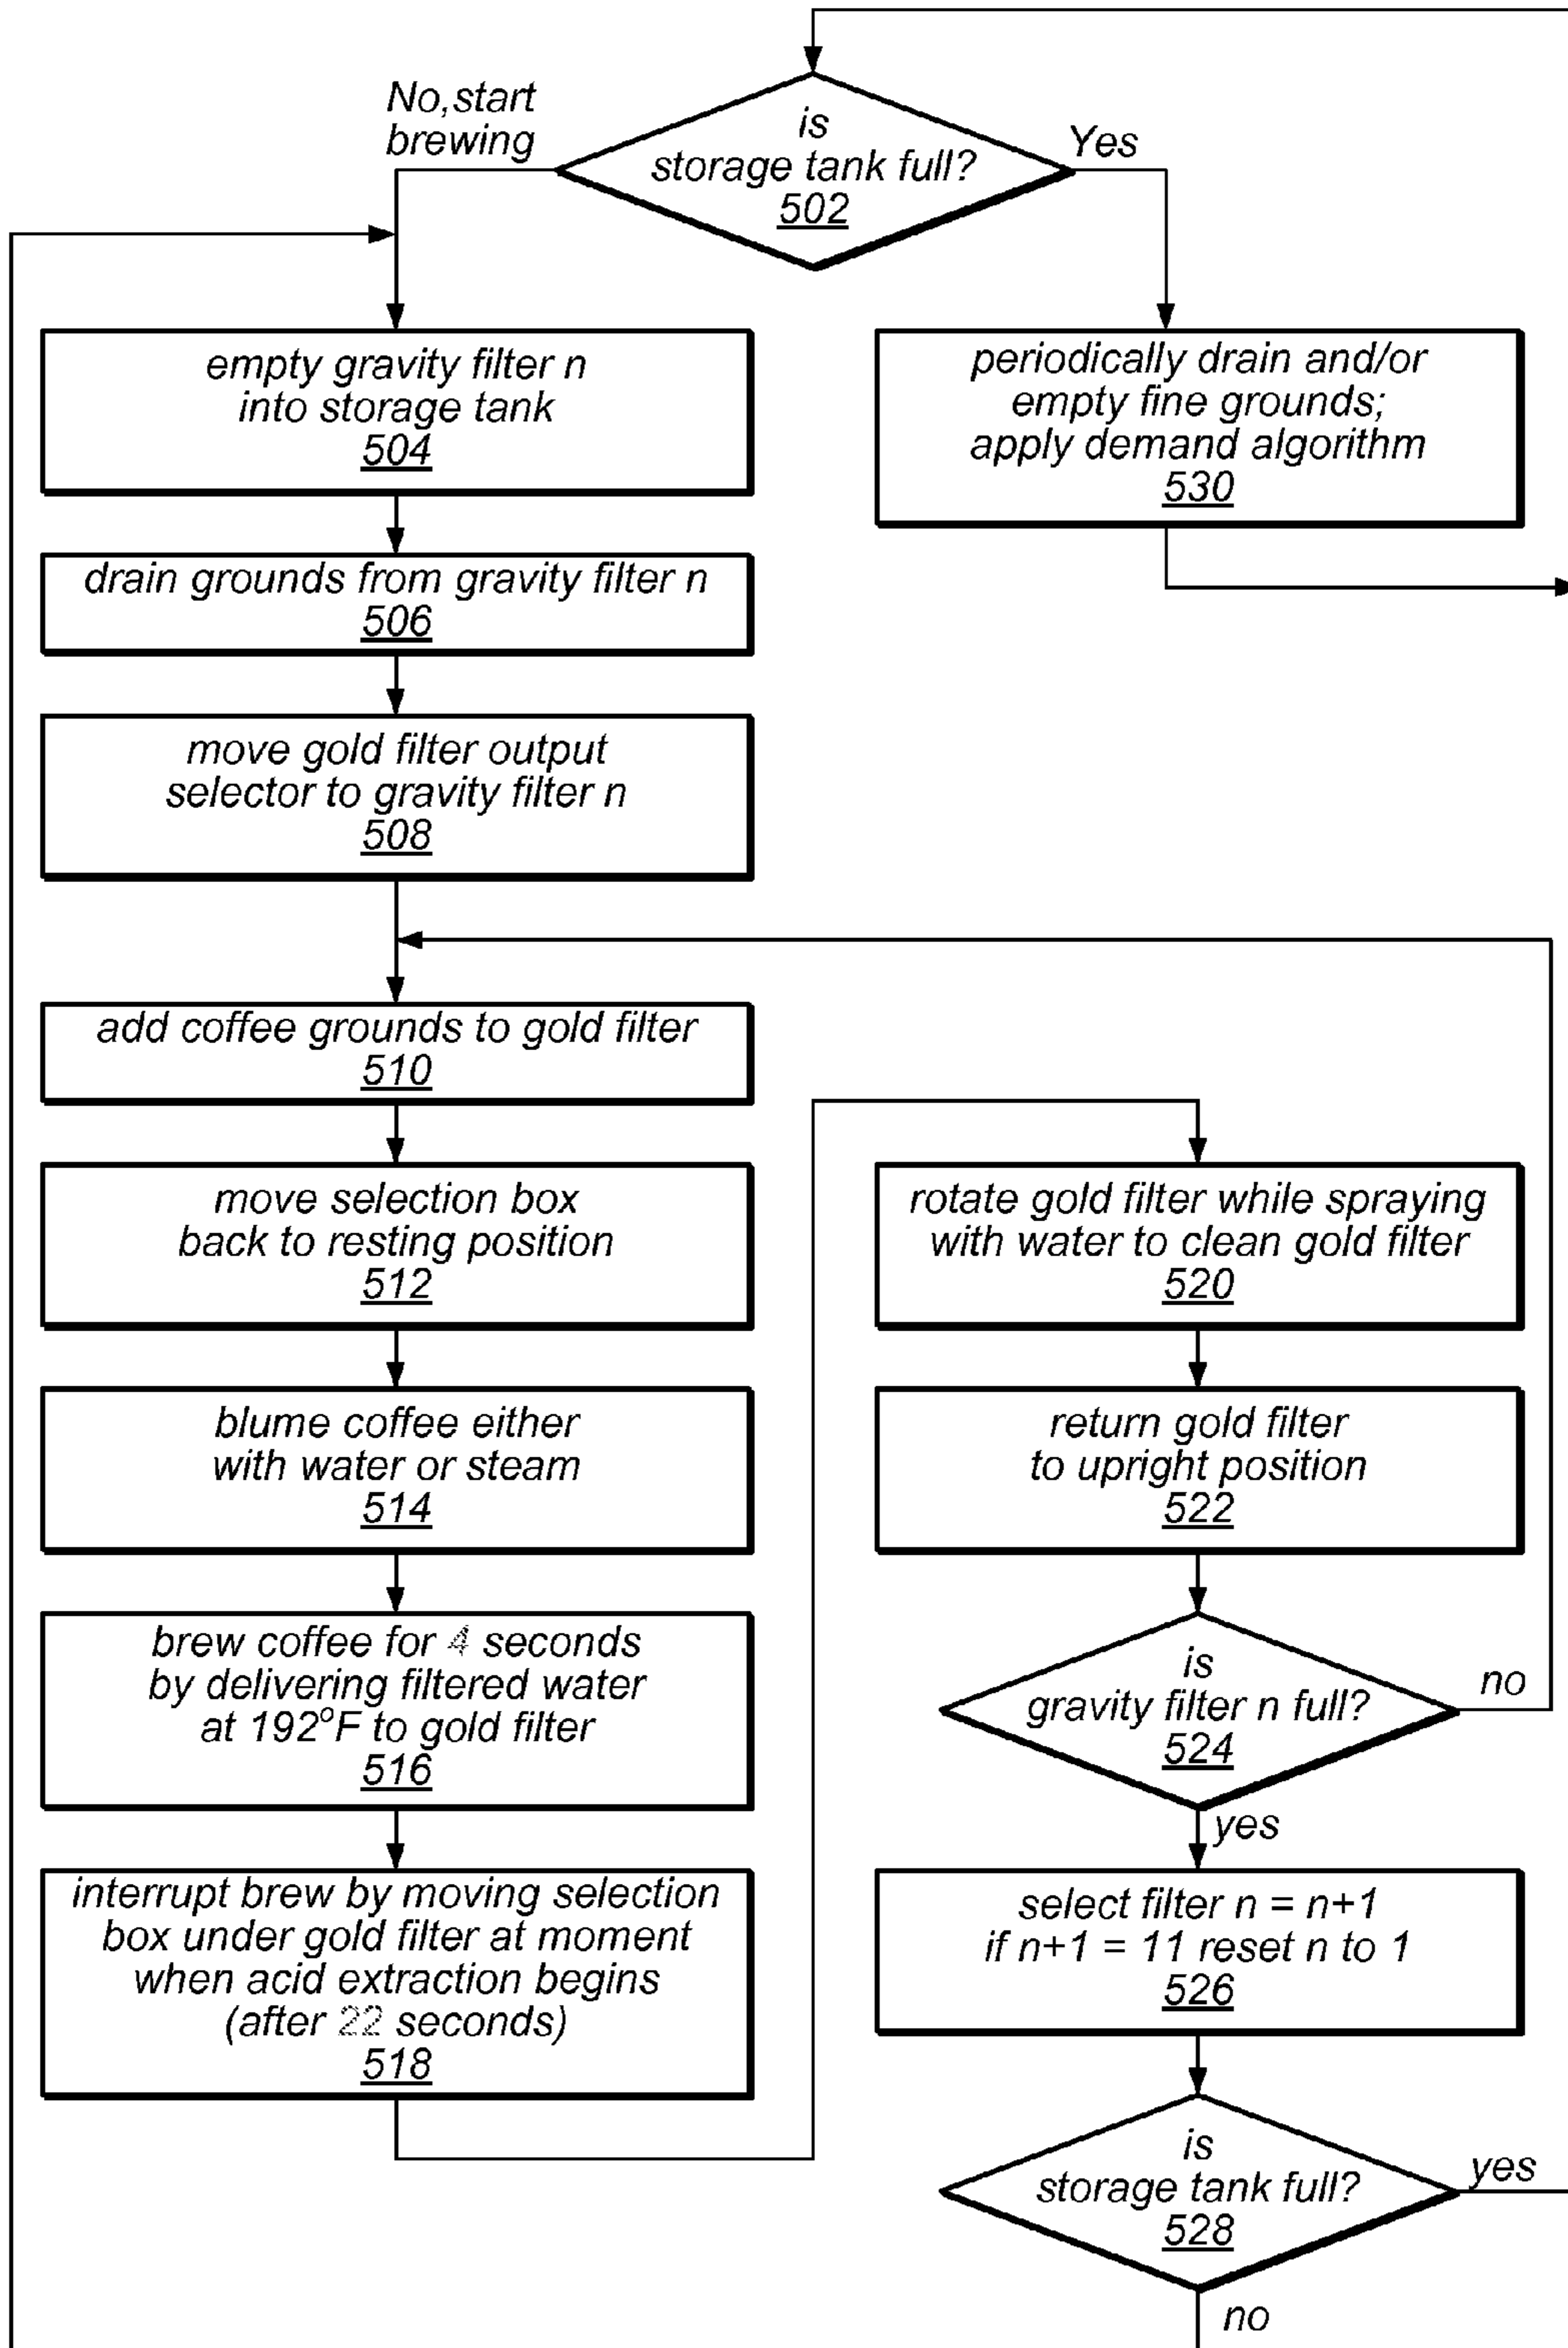 No,start
brewing
is
storage tank full?
502
Yes
empty gravity filter n
into storage tank
504
periodically drain and/or
empty fine grounds;
apply demand algorithm
530
drain grounds from gravity filter n
506
move gold filter output
selector to gravity filter n
508
add coffee grounds to gold filter
510
move selection box
back to resting position
512
blume coffee either
with water or steam
514
brew coffee for 4 seconds
by delivering filtered water
at 192°F to gold filter
516
interrupt brew by moving selection
box under gold filter at moment
when acid extraction begins
(after 22 seconds)
518
rotate gold filter while spraying
with water to clean gold filter
520
return gold filter
to upright position
522
is
gravity filter n full?
524
no
yes
select filter n = n+1
if n+1 = 11 reset n to 1
526
is
storage tank full?
528
yes
no